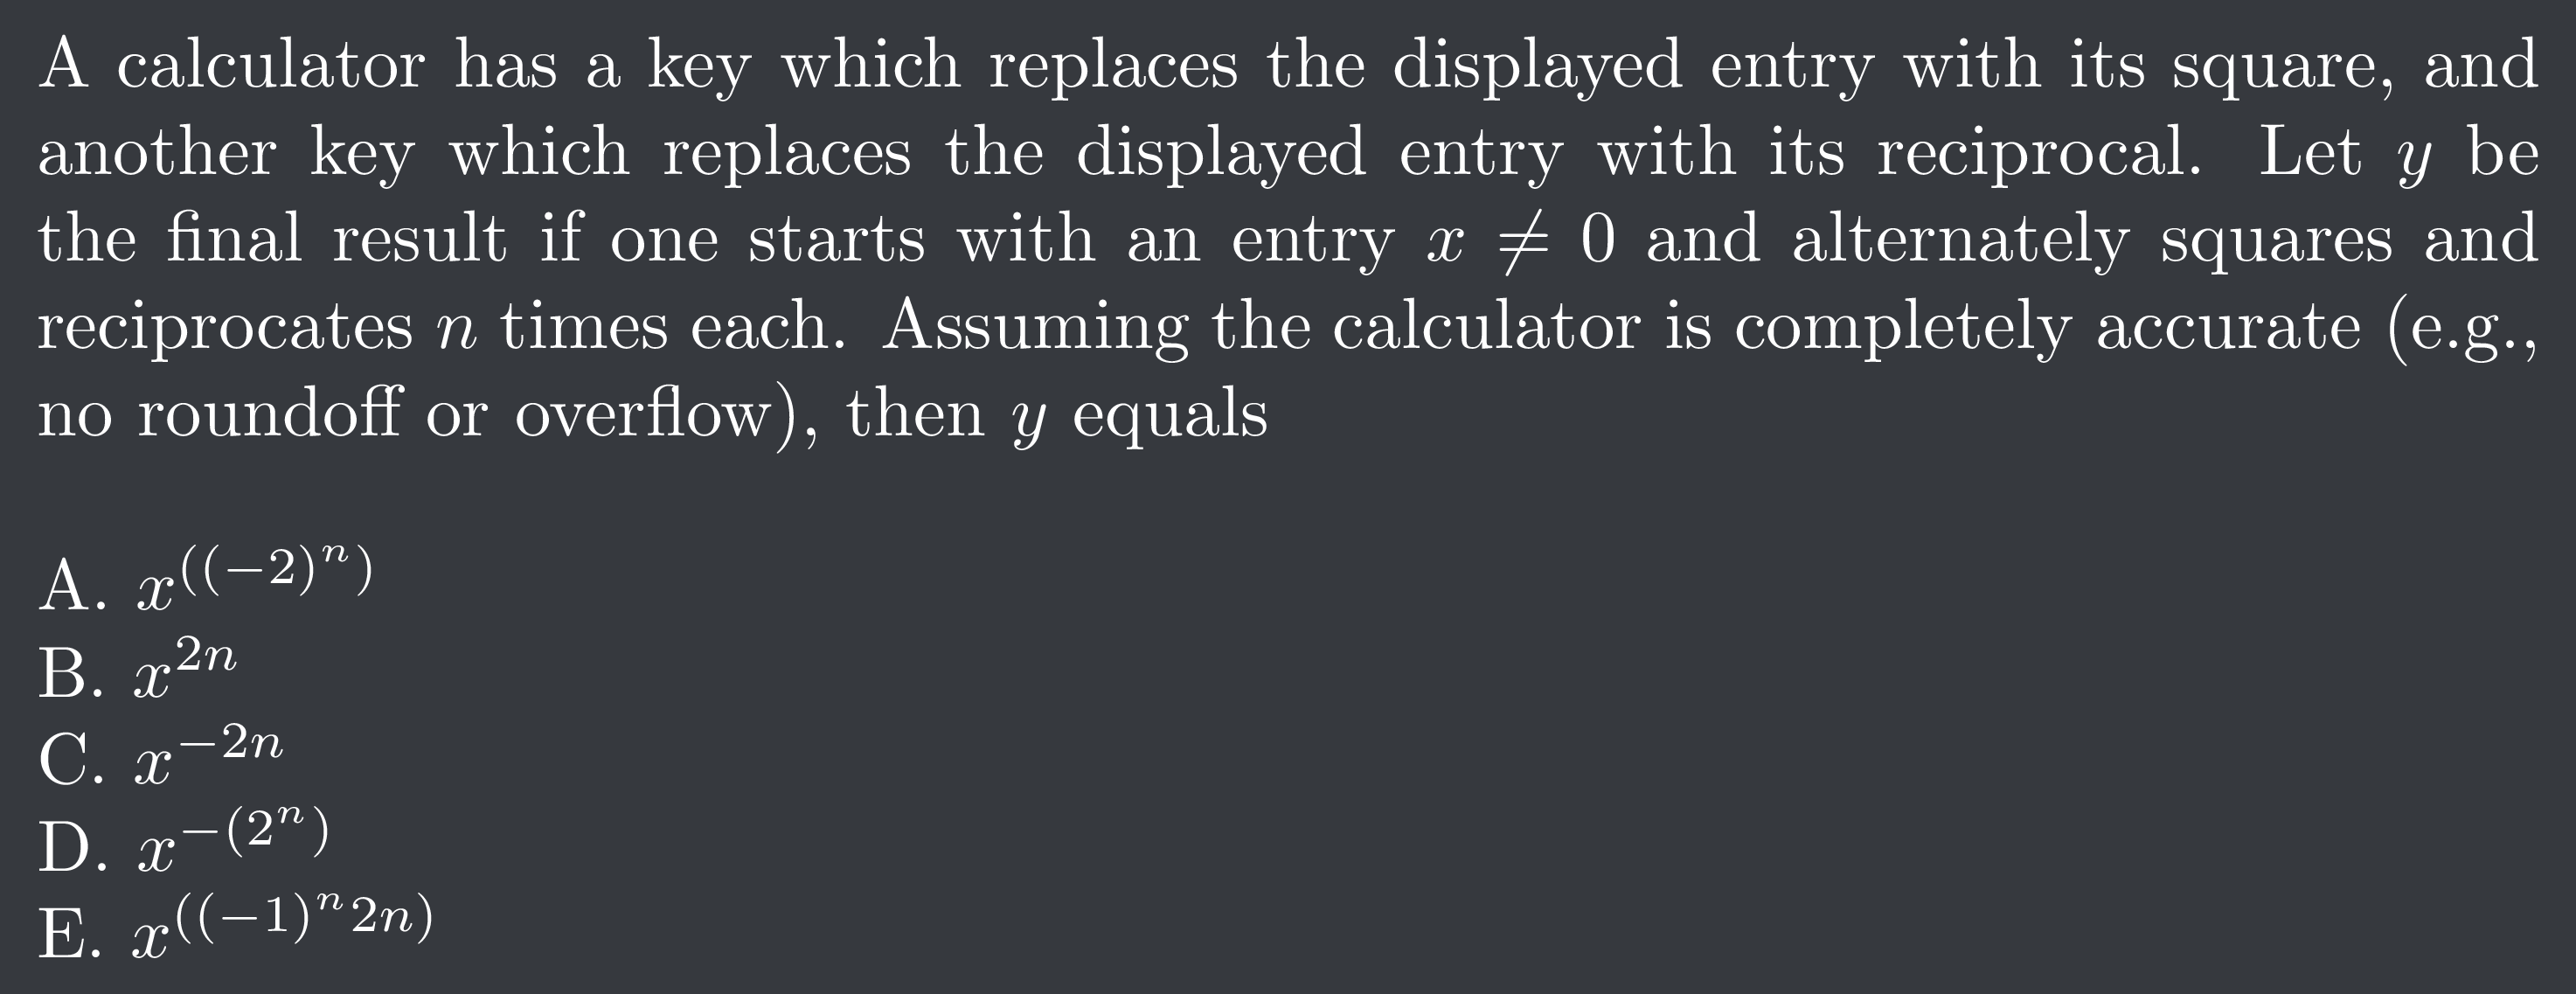 A calculator has a key which replaces the displayed entry with its square, and
another key which replaces the displayed entry with its reciprocal. Let y be
the final result if one starts with an entry x ≠ 0 and alternately squares and
reciprocates n times each. Assuming the calculator is completely accurate (e.g.,
no roundoff or overflow), then y equals
A. x^{((-2)^n)}
B. x^{2n}
C. x^{-2n}
D. x^{-(2^n)}
E. x^{((-1)^n 2n)}